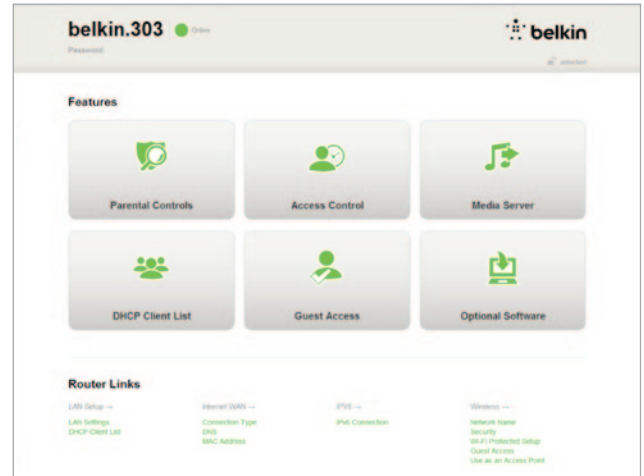 belkin.303
Online
belkin
Password
unlocked
Features
Parental Controls
Access Control
Media Server
DHCP Client List
Guest Access
Optional Software
Router Links
LAN Setup
Internet WAN
IPV6
Wireless
LAN Settings
DHCP Client List
Connection Type
DNS
MAC Address
IPv6 Connection
Network Name
Security
Wi-Fi Protected Setup
Guest Access
Use as an Access Point